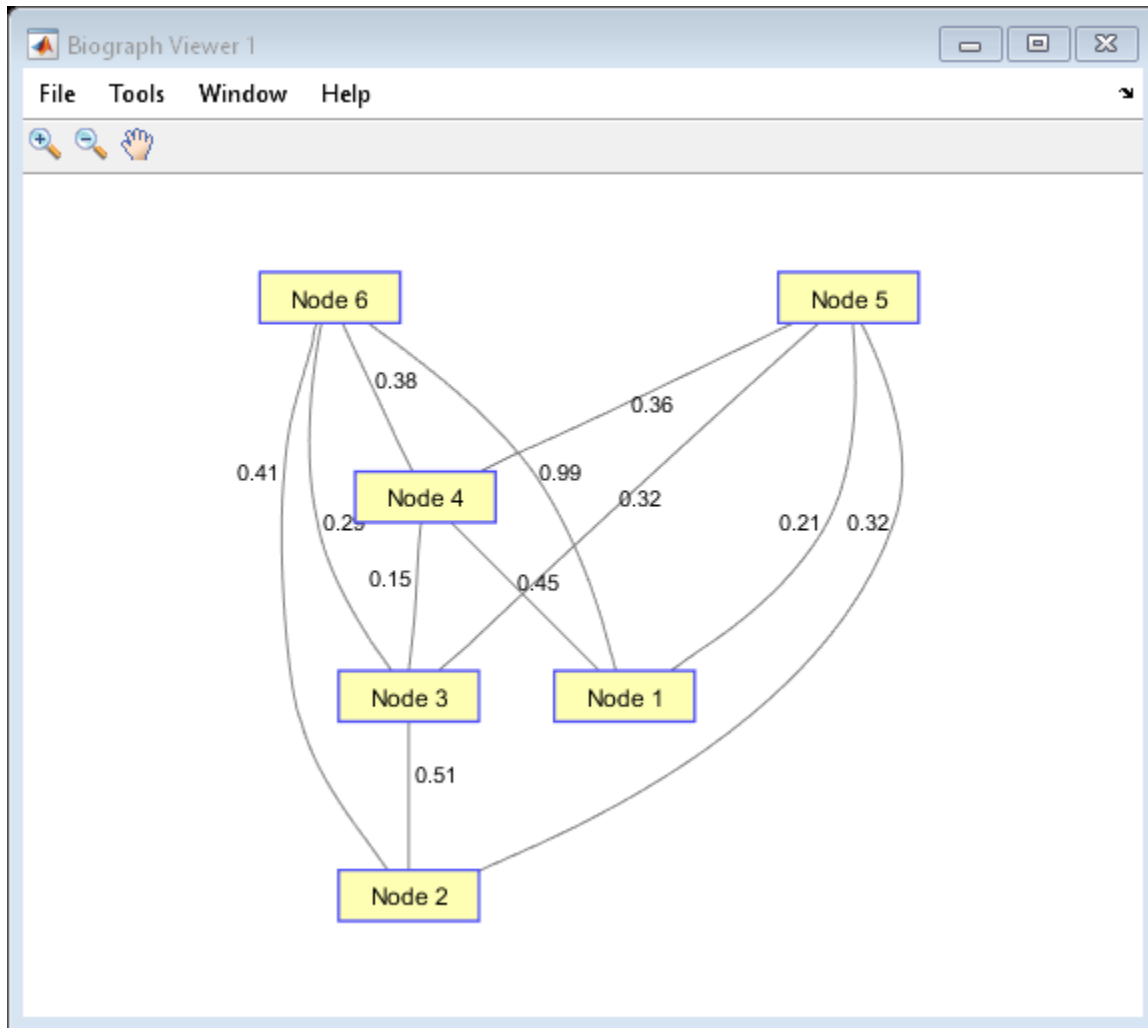 Biograph Viewer 1
File Tools Window Help
Node 6 Node 5
0.38
0.36
0.41 0.99
Node 4 0.32
0.29 0.21 0.32
0.15 0.45
Node 3 Node 1
0.51
Node 2